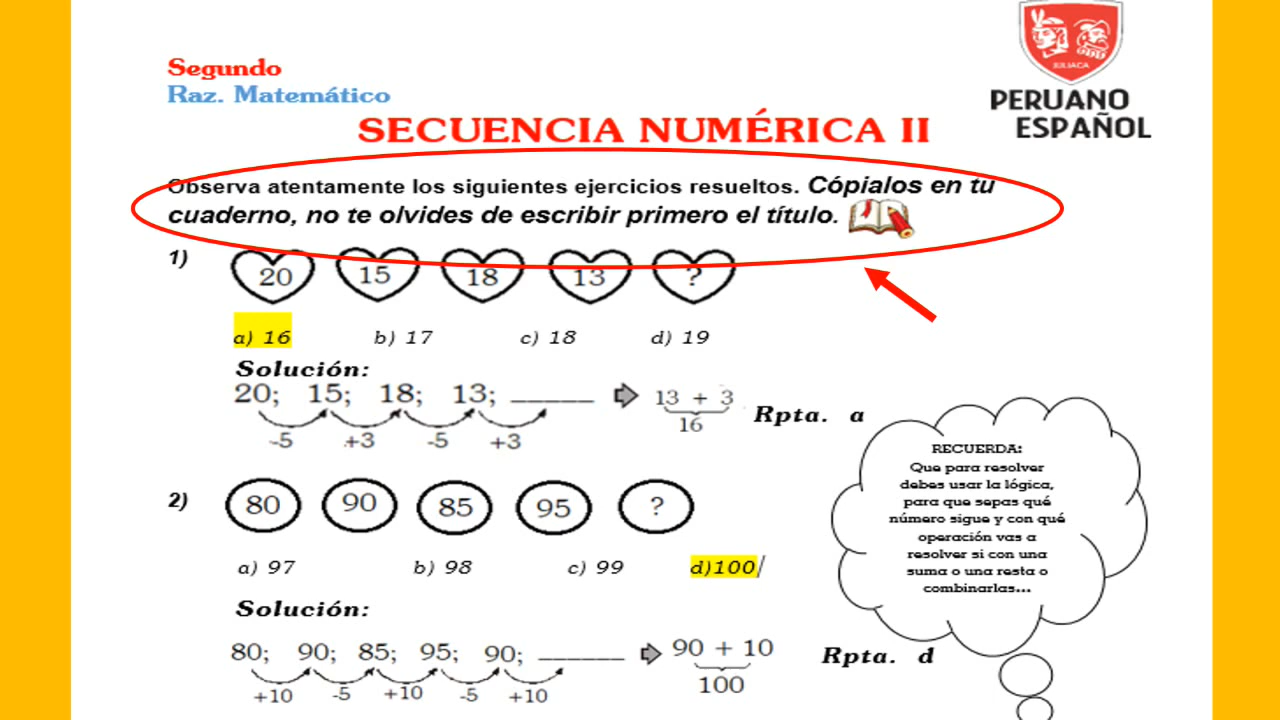 Segundo
Raz. Matemático
JULIACA
PERUANO
ESPAÑOL
SECUENCIA NUMÉRICA II
Observa atentamente los siguientes ejercicios resueltos. Cópialos en tu
cuaderno, no te olvides de escribir primero el título.
1) 20 15 18 13 ?
a) 16 b) 17 c) 18 d) 19
Solución:
20; 15; 18; 13; _____ 13 + 3
-5 +3 -5 +3 16 Rpta. a
2) 80 90 85 95 ?
a) 97 b) 98 c) 99 d)100/
Solución:
80; 90; 85; 95; 90; ______ 90 + 10
+10 -5 +10 -5 +10 100 Rpta. d
RECUERDA:
Que para resolver
debes usar la lógica,
para que sepas qué
número sigue y con qué
operación vas a
resolver si con una
suma o una resta o
combinarlas...